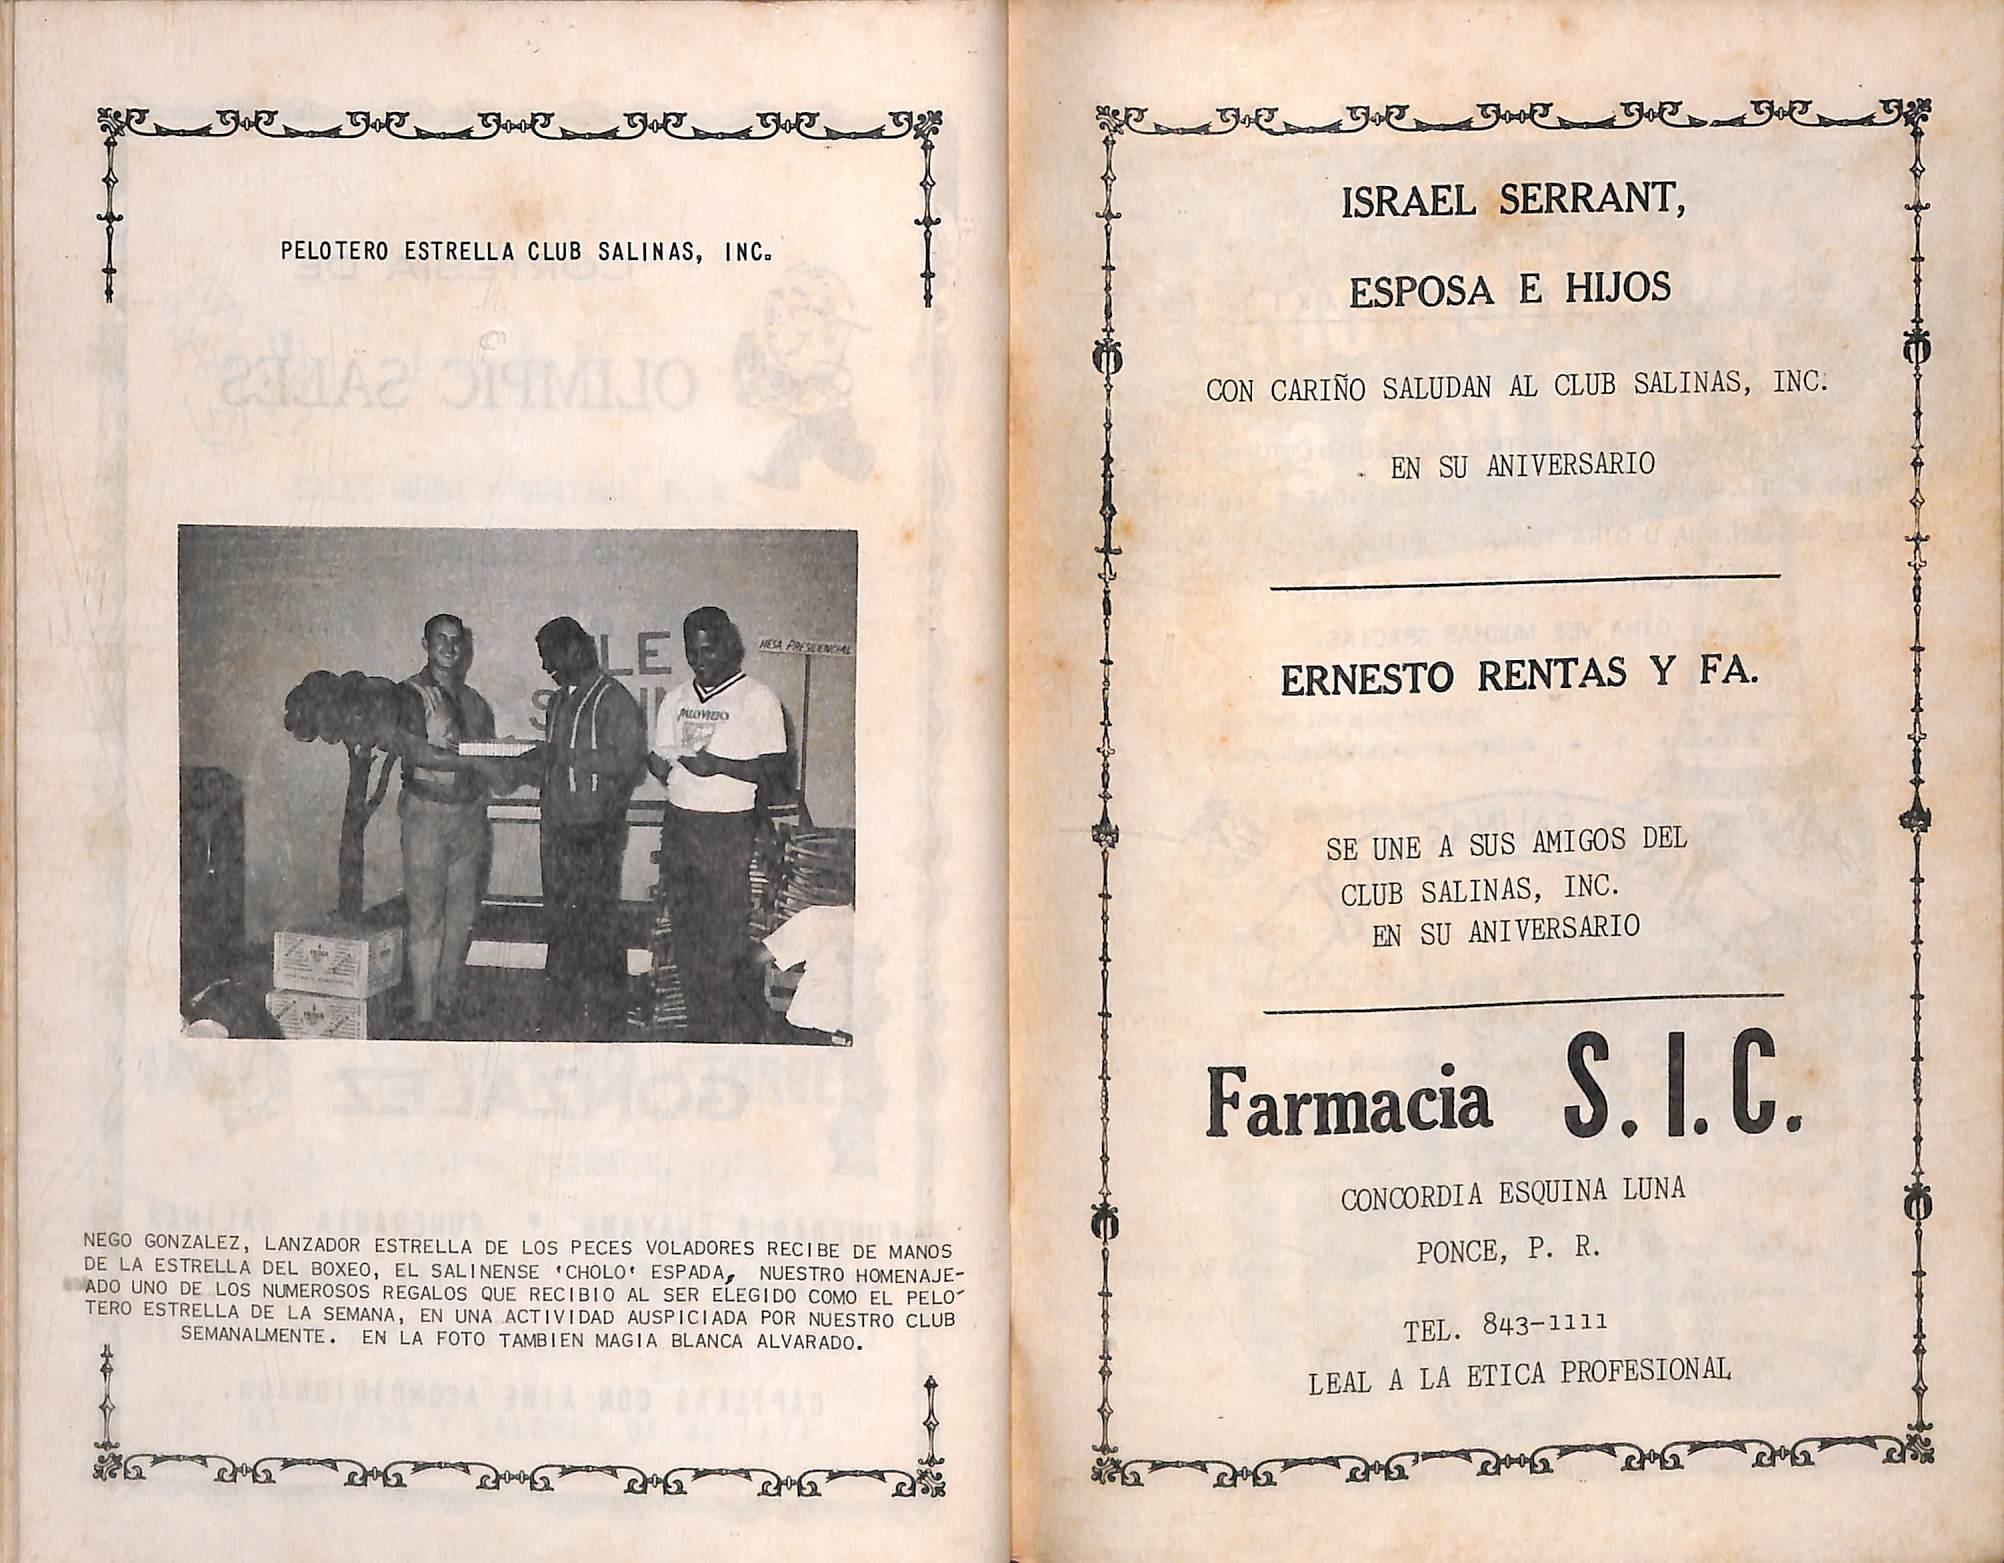 PELOTERO ESTRELLA CLUB SALINAS, INC.
MESA PRESIDENCIAL
LE
PALO VIEJO
NEGO GONZALEZ, LANZADOR ESTRELLA DE LOS PECES VOLADORES RECIBE DE MANOS
DE LA ESTRELLA DEL BOXEO, EL SALINENSE 'CHOLO' ESPADA, NUESTRO HOMENAJE-
ADO UNO DE LOS NUMEROSOS REGALOS QUE RECIBIO AL SER ELEGIDO COMO EL PELO-
TERO ESTRELLA DE LA SEMANA, EN UNA ACTIVIDAD AUSPICIADA POR NUESTRO CLUB
SEMANALMENTE. EN LA FOTO TAMBIEN MAGIA BLANCA ALVARADO.
ISRAEL SERRANT,
ESPOSA E HIJOS
CON CARIÑO SALUDAN AL CLUB SALINAS, INC.
EN SU ANIVERSARIO
ERNESTO RENTAS Y FA.
SE UNE A SUS AMIGOS DEL
CLUB SALINAS, INC.
EN SU ANIVERSARIO
Farmacia S.I.C.
CONCORDIA ESQUINA LUNA
PONCE, P. R.
TEL. 843-1111
LEAL A LA ETICA PROFESIONAL